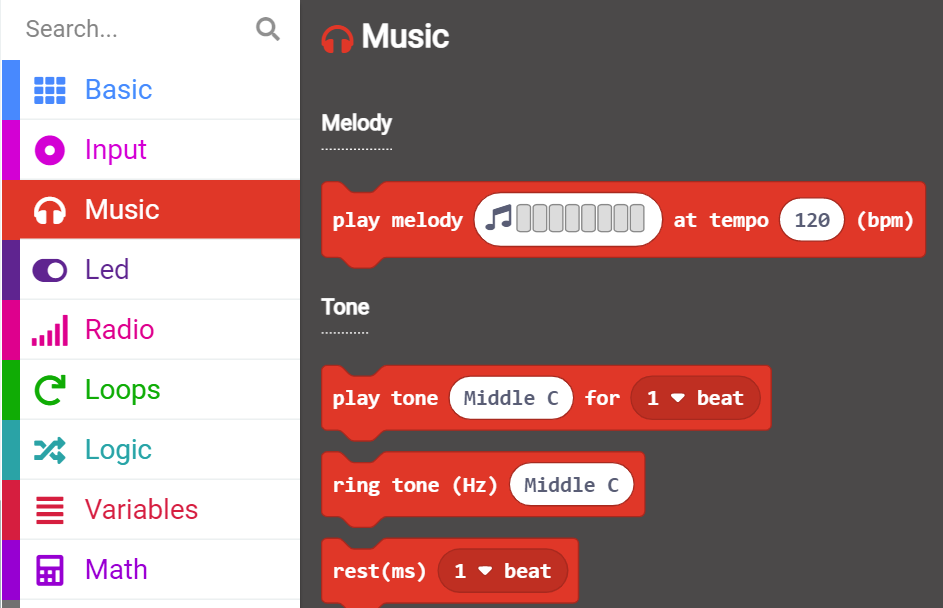 Search...
Basic
Input
Music
Led
Radio
Loops
Logic
Variables
Math
Music
Melody
play melody at tempo 120 (bpm)
Tone
play tone Middle C for 1 beat
ring tone (Hz) Middle C
rest(ms) 1 beat